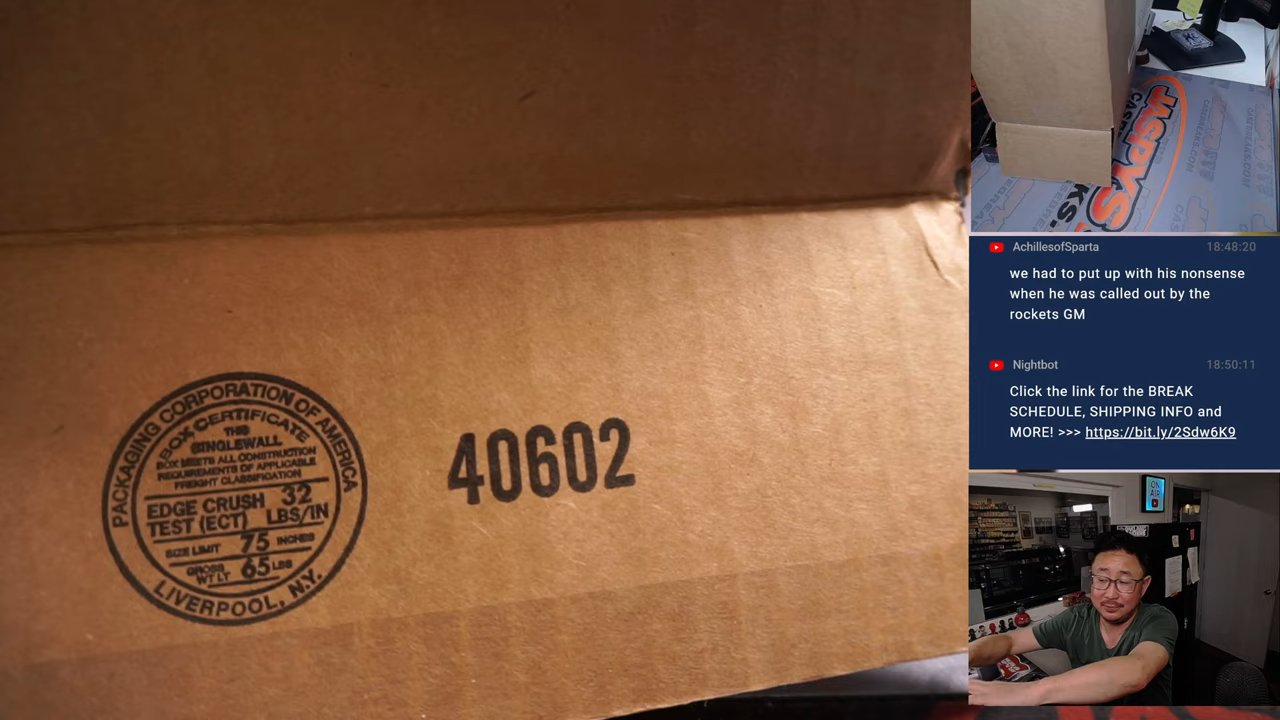 PACKAGING CORPORATION OF AMERICA
BOX CERTIFICATE
THIS
SINGLEWALL
BOX MEETS ALL CONSTRUCTION
REQUIREMENTS OF APPLICABLE
FREIGHT CLASSIFICATION
EDGE CRUSH 32
TEST (ECT) LBS/IN
SIZE LIMIT 75 INCHES
GROSS
WT LT 65 LBS
LIVERPOOL, N.Y.
40602
JASPYS
AchillesofSparta 18:48:20
we had to put up with his nonsense
when he was called out by the
rockets GM
Nightbot 18:50:11
Click the link for the BREAK
SCHEDULE, SHIPPING INFO and
MORE! >>> https://bit.ly/2Sdw6K9
ON
AIR